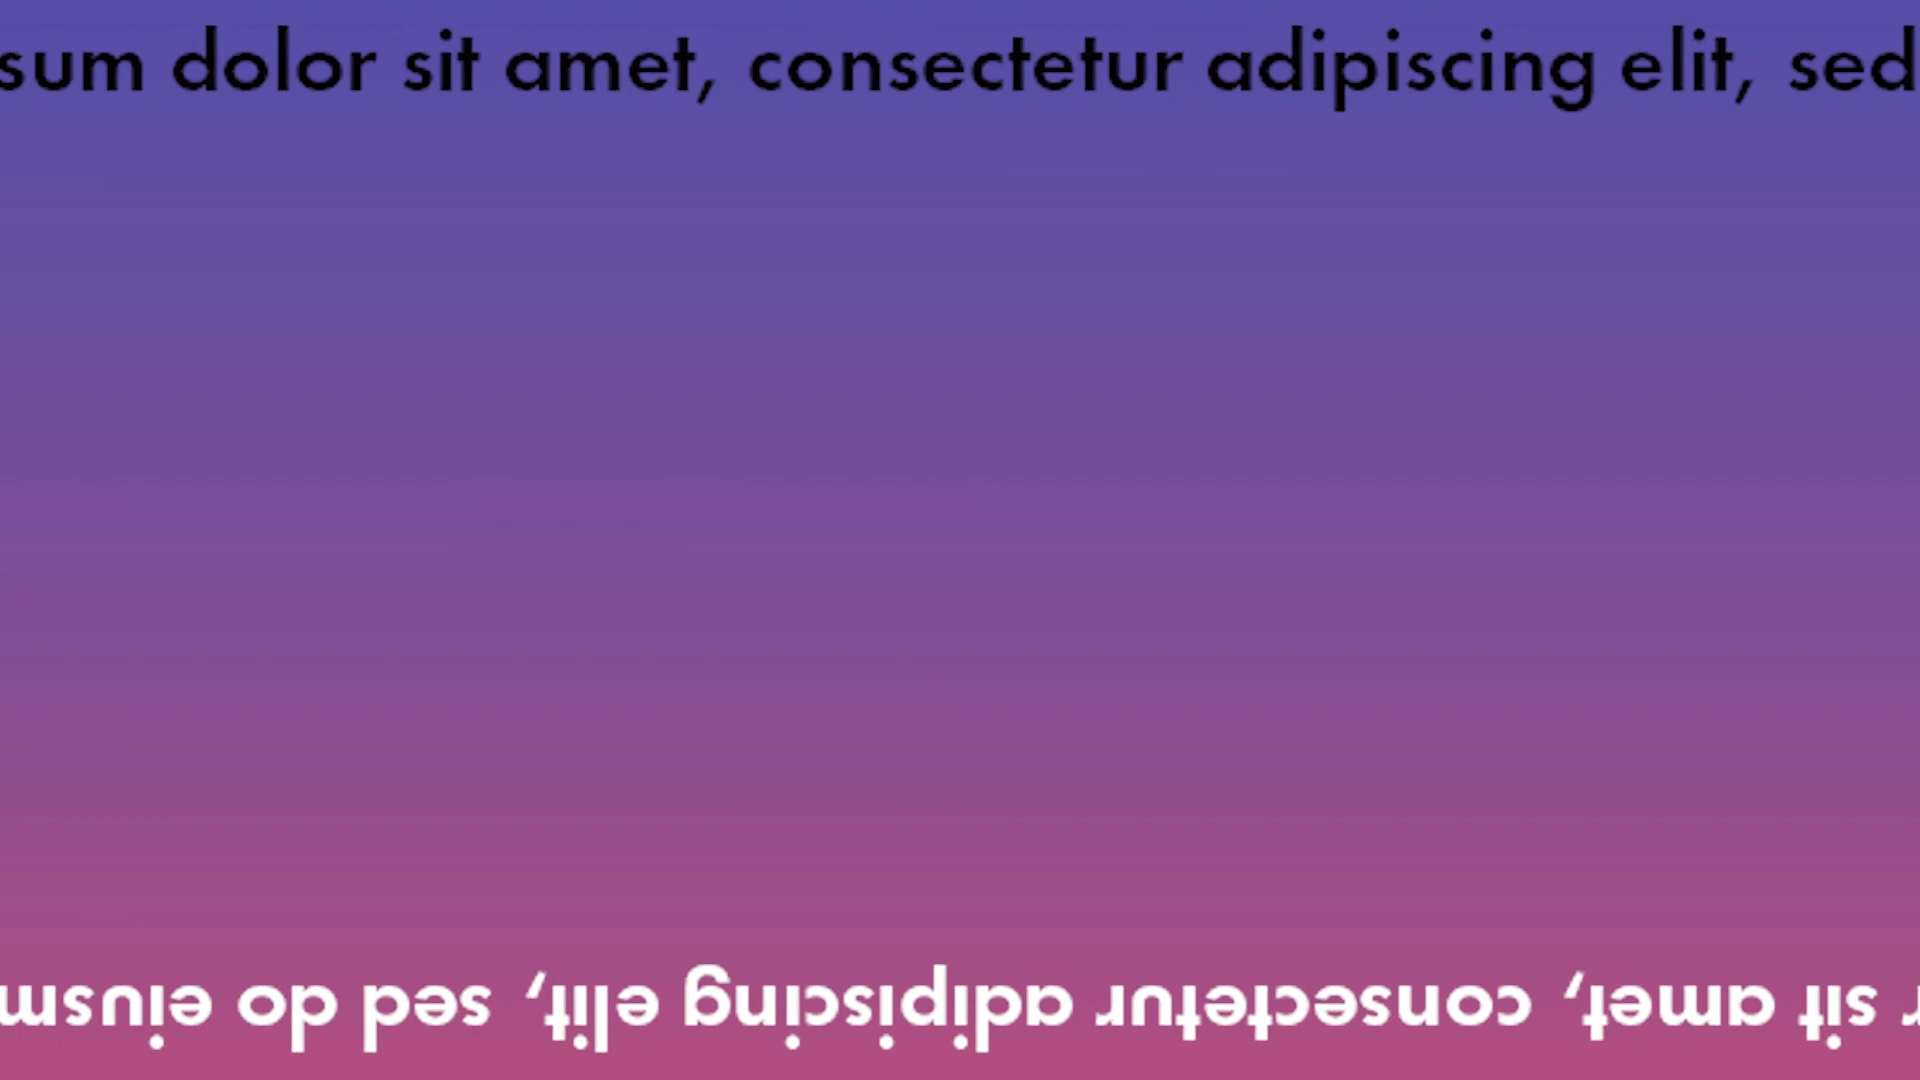 sum dolor sit amet, consectetur adipiscing elit, sed
r sit amet, consectetur adipiscing elit, sed do eiusm